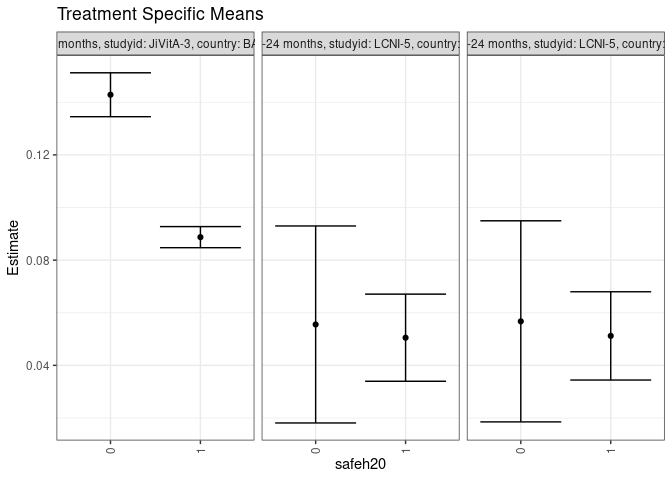 Treatment Specific Means
months, studyid: JiVitA-3, country: BA
-24 months, studyid: LCNI-5, country:
-24 months, studyid: LCNI-5, country:
Estimate
0.12
0.08
0.04
0 1 0 1 0 1
safeh20